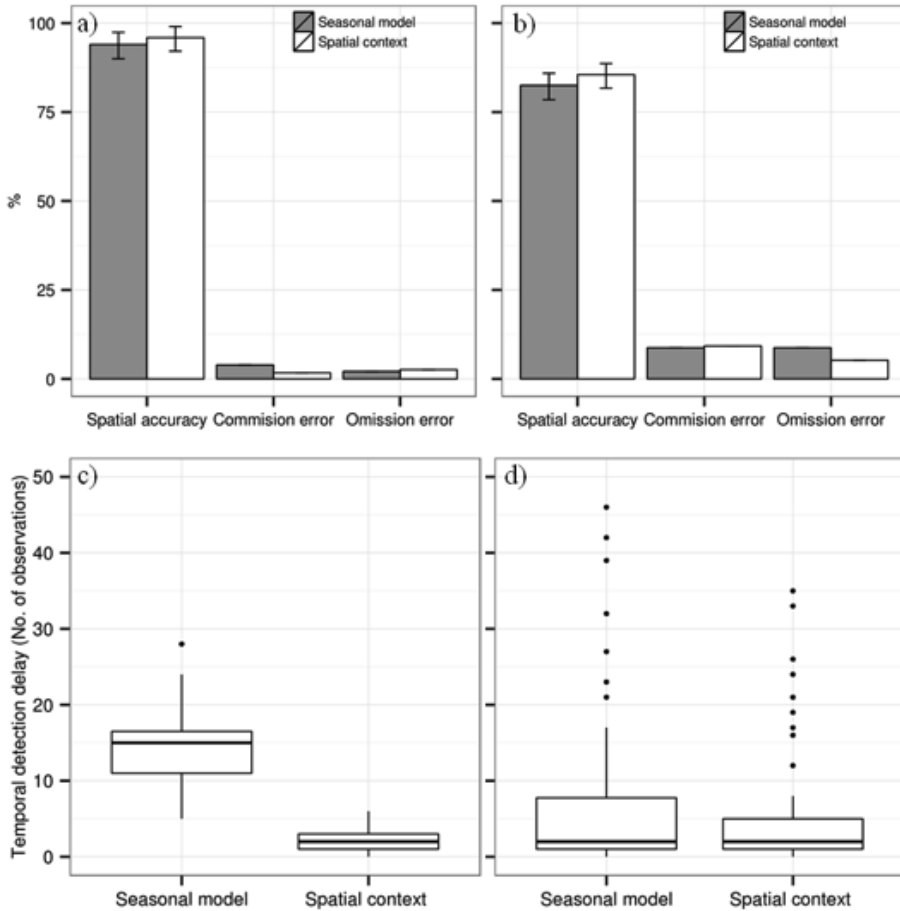 a)
Seasonal model
Spatial context
b)
Seasonal model
Spatial context
100
75
50
25
0
%
Spatial accuracy Commision error Omission error
Spatial accuracy Commision error Omission error
c)
d)
50
40
30
20
10
0
Temporal detection delay (No. of observations)
Seasonal model Spatial context
Seasonal model Spatial context